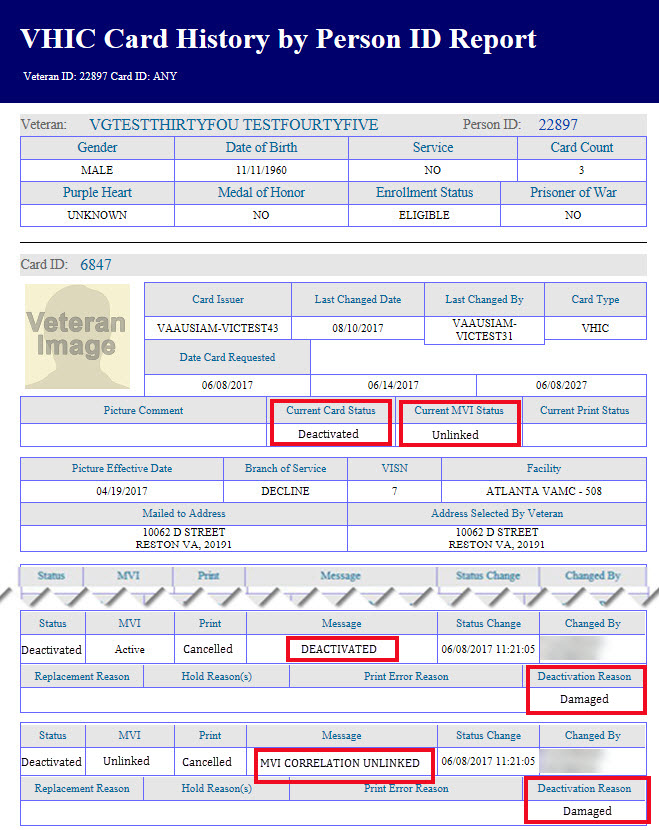 VHIC Card History by Person ID Report
Veteran ID: 22897 Card ID: ANY
Veteran: VGTESTTHIRTYFOU TESTFOURTYFIVE Person ID: 22897
Gender Date of Birth Service Card Count
MALE 11/11/1960 NO 3
Purple Heart Medal of Honor Enrollment Status Prisoner of War
UNKNOWN NO ELIGIBLE NO
Card ID: 6847
Veteran
Image
Card Issuer Last Changed Date Last Changed By Card Type
VAAUSIAM-VICTEST43 08/10/2017 VAAUSIAM- VHIC
VICTEST31
Date Card Requested
06/08/2017 06/14/2017 06/08/2027
Picture Comment Current Card Status Current MVI Status Current Print Status
Deactivated Unlinked
Picture Effective Date Branch of Service VISN Facility
04/19/2017 DECLINE 7 ATLANTA VAMC - 508
Mailed to Address Address Selected By Veteran
10062 D STREET 10062 D STREET
RESTON VA, 20191 RESTON VA, 20191
Status MVI Print Message Status Change Changed By
Status MVI Print Message Status Change Changed By
Deactivated Active Cancelled DEACTIVATED 06/08/2017 11:21:05
Replacement Reason Hold Reason(s) Print Error Reason Deactivation Reason
Damaged
Status MVI Print Message Status Change Changed By
Deactivated Unlinked Cancelled MVI CORRELATION UNLINKED 06/08/2017 11:21:05
Replacement Reason Hold Reason(s) Print Error Reason Deactivation Reason
Damaged